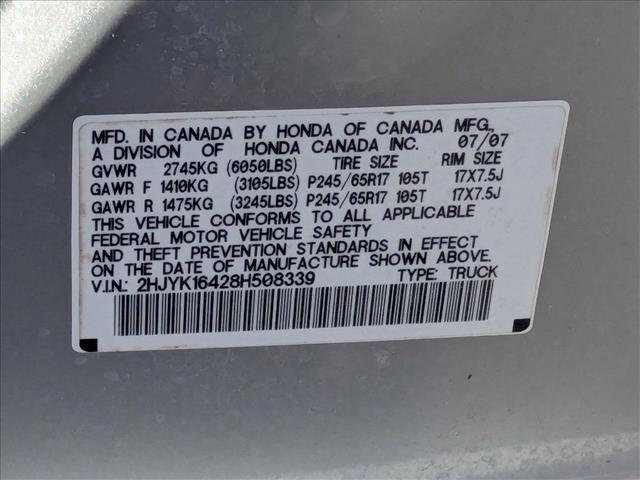 MFD. IN CANADA BY HONDA OF CANADA MFG.,
A DIVISION OF HONDA CANADA INC. 07/07
GVWR 2745KG (6050LBS) TIRE SIZE RIM SIZE
GAWR F 1410KG (3105LBS) P245/65R17 105T 17X7.5J
GAWR R 1475KG (3245LBS) P245/65R17 105T 17X7.5J
THIS VEHICLE CONFORMS TO ALL APPLICABLE
FEDERAL MOTOR VEHICLE SAFETY
AND THEFT PREVENTION STANDARDS IN EFFECT
ON THE DATE OF MANUFACTURE SHOWN ABOVE.
V.I.N: 2HJYK16428H508339 TYPE: TRUCK